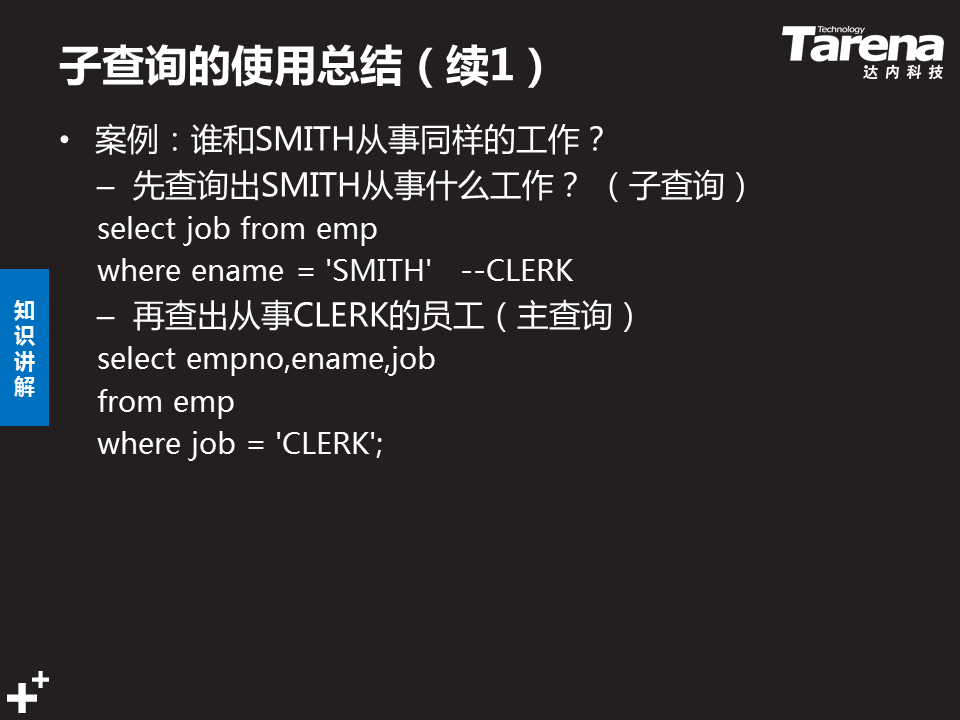 子查询的使用总结（续1）
Technology
Tarena
达内科技
• 案例：谁和SMITH从事同样的工作？
– 先查询出SMITH从事什么工作？ （子查询）
select job from emp
where ename = 'SMITH' --CLERK
– 再查出从事CLERK的员工（主查询）
select empno,ename,job
from emp
where job = 'CLERK';
知
识
讲
解